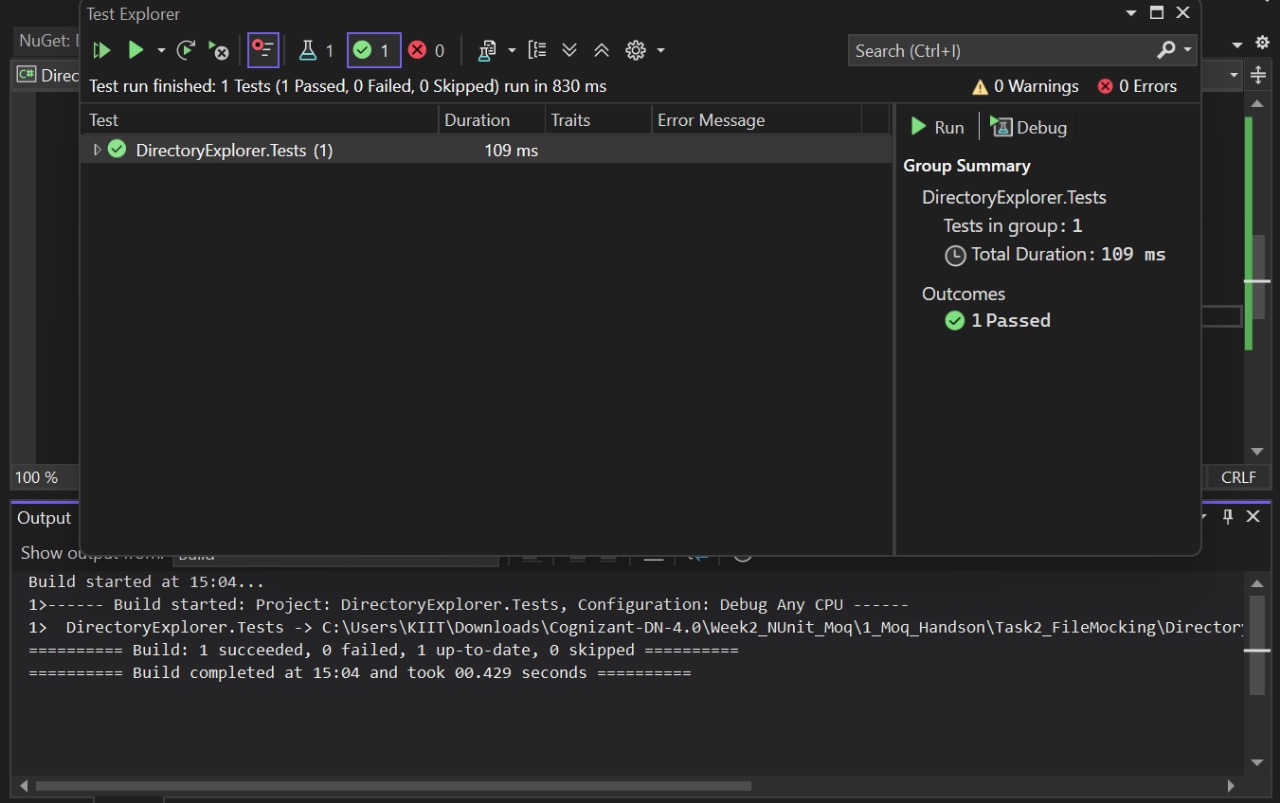 Test Explorer
NuGet:
1 1 0
Search (Ctrl+I)
C# Direc
Test run finished: 1 Tests (1 Passed, 0 Failed, 0 Skipped) run in 830 ms
0 Warnings 0 Errors
Test Duration Traits Error Message
Run Debug
DirectoryExplorer.Tests (1) 109 ms
Group Summary
DirectoryExplorer.Tests
Tests in group: 1
Total Duration: 109 ms
Outcomes
1 Passed
100 %
CRLF
Output
Show output from: Build
Build started at 15:04...
1>------ Build started: Project: DirectoryExplorer.Tests, Configuration: Debug Any CPU ------
1> DirectoryExplorer.Tests -> C:\Users\KIIT\Downloads\Cognizant-DN-4.0\Week2_NUnit_Moq\1_Moq_Handson\Task2_FileMocking\Director
========== Build: 1 succeeded, 0 failed, 1 up-to-date, 0 skipped ==========
========== Build completed at 15:04 and took 00.429 seconds ==========